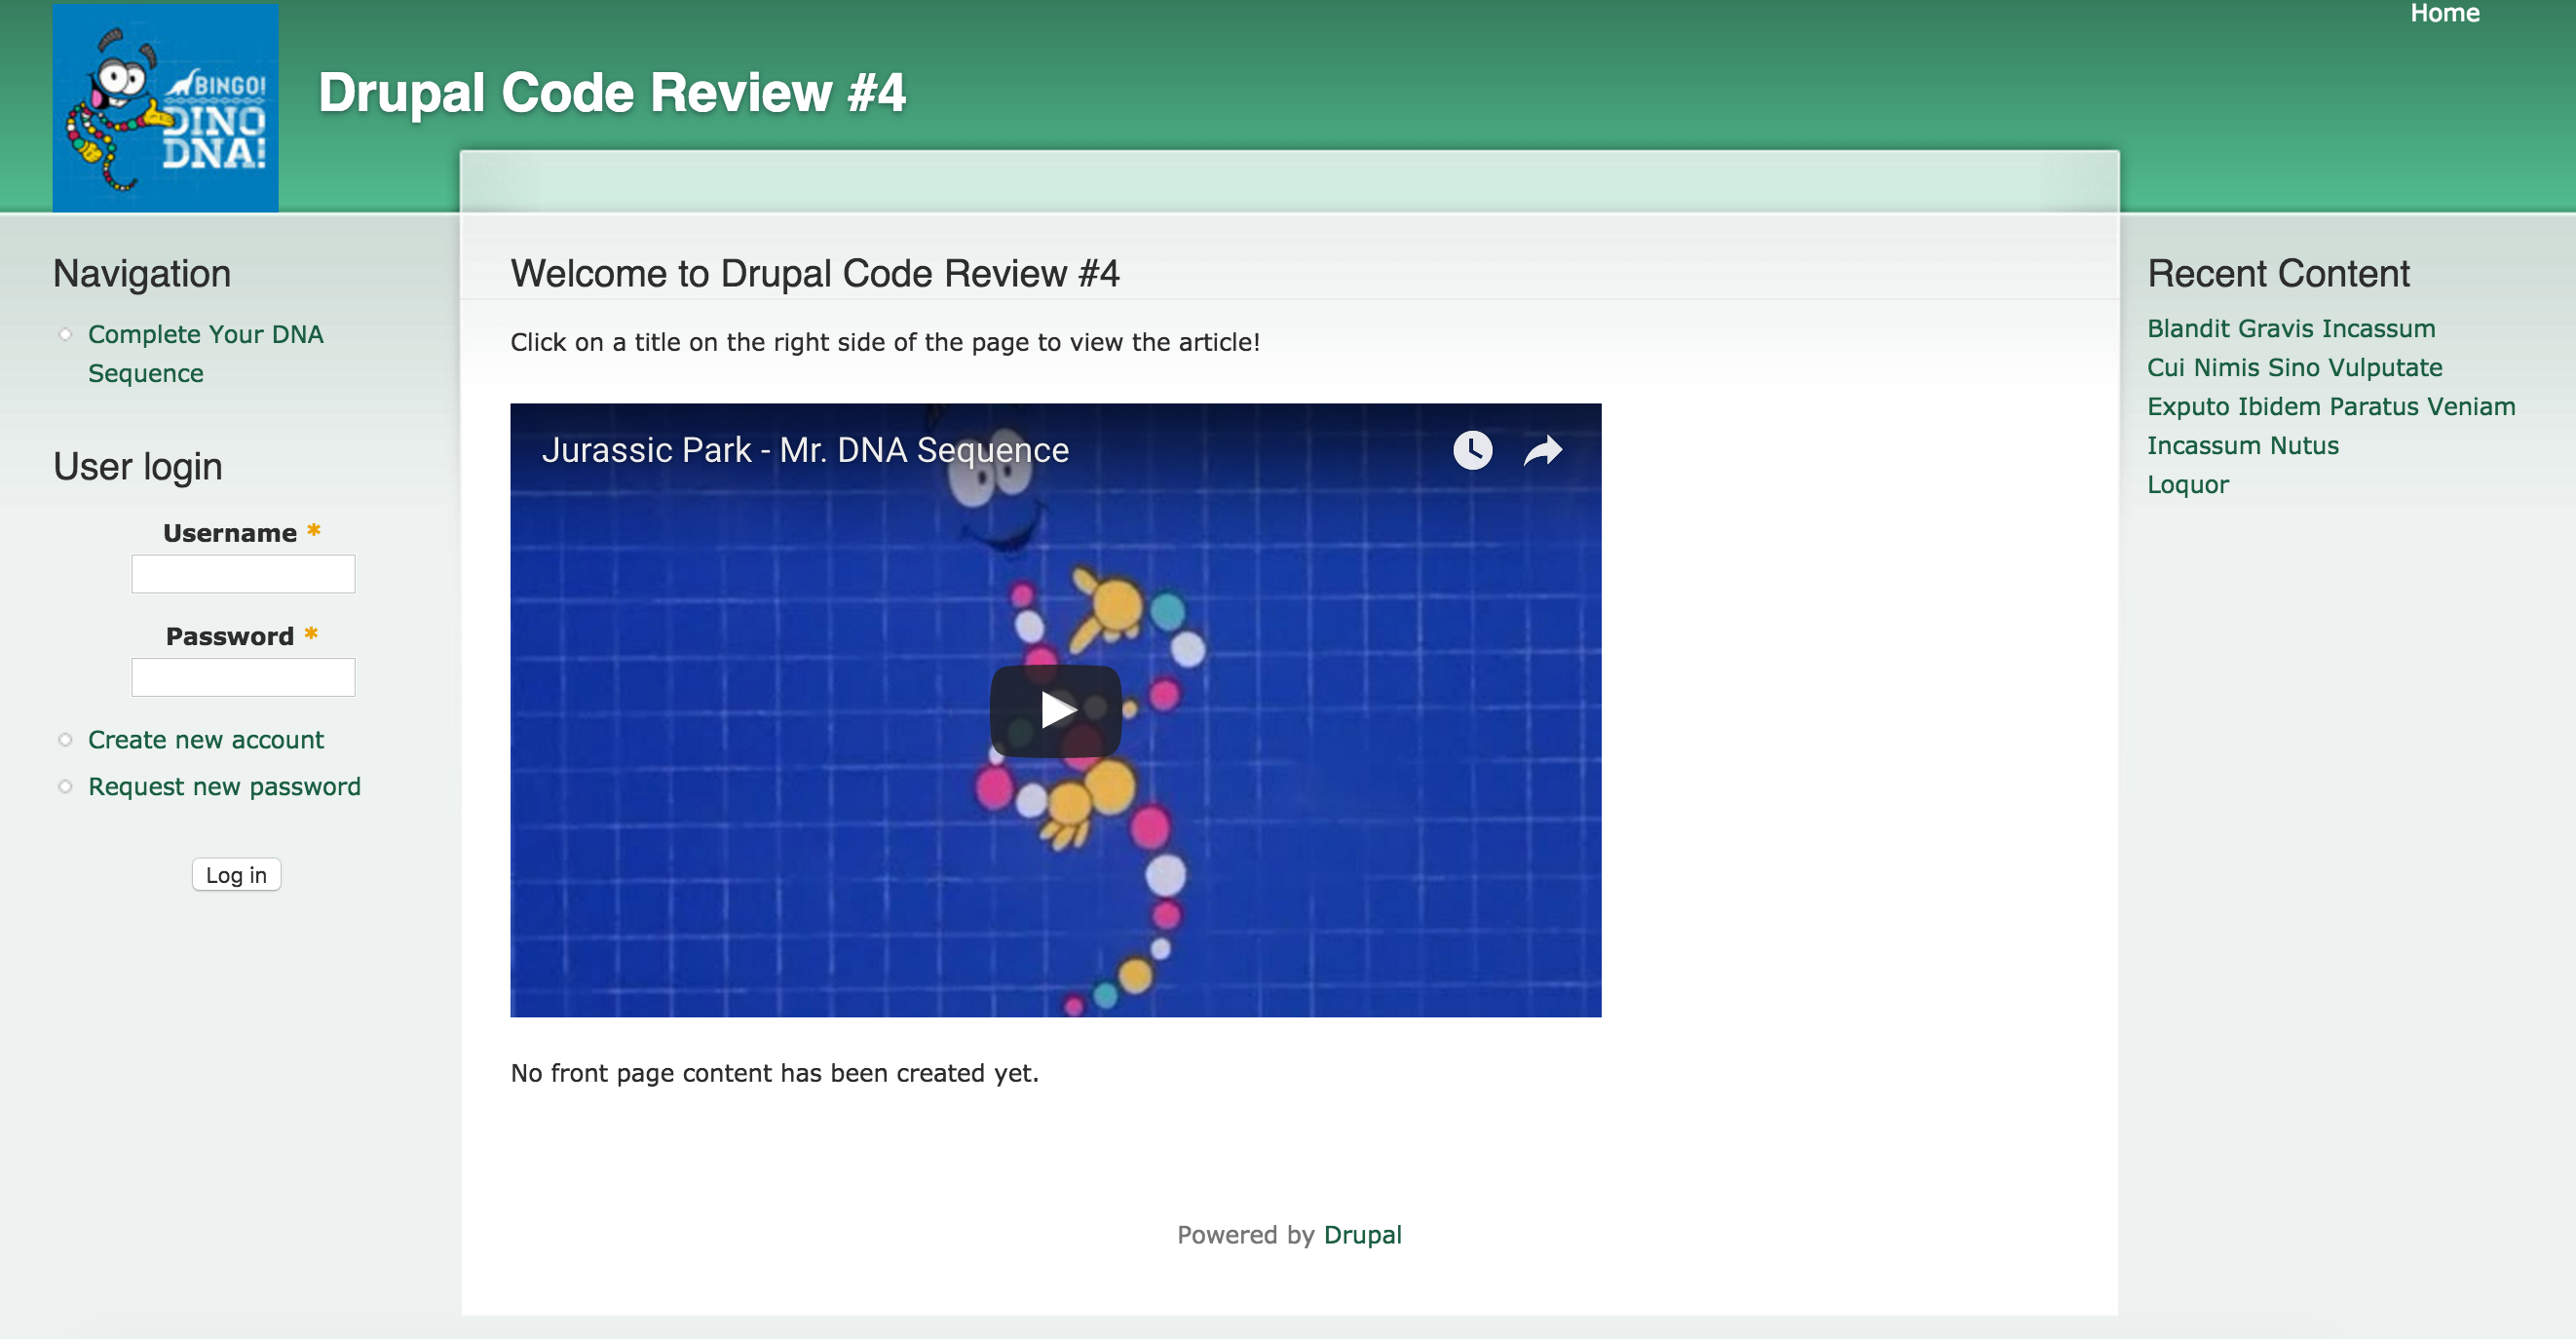 Home
BINGO!
DINO
DNA!
Drupal Code Review #4
Navigation
Complete Your DNA
Sequence
User login
Username *
Password *
Create new account
Request new password
Log in
Welcome to Drupal Code Review #4
Click on a title on the right side of the page to view the article!
Jurassic Park - Mr. DNA Sequence
No front page content has been created yet.
Powered by Drupal
Recent Content
Blandit Gravis Incassum
Cui Nimis Sino Vulputate
Exputo Ibidem Paratus Veniam
Incassum Nutus
Loquor